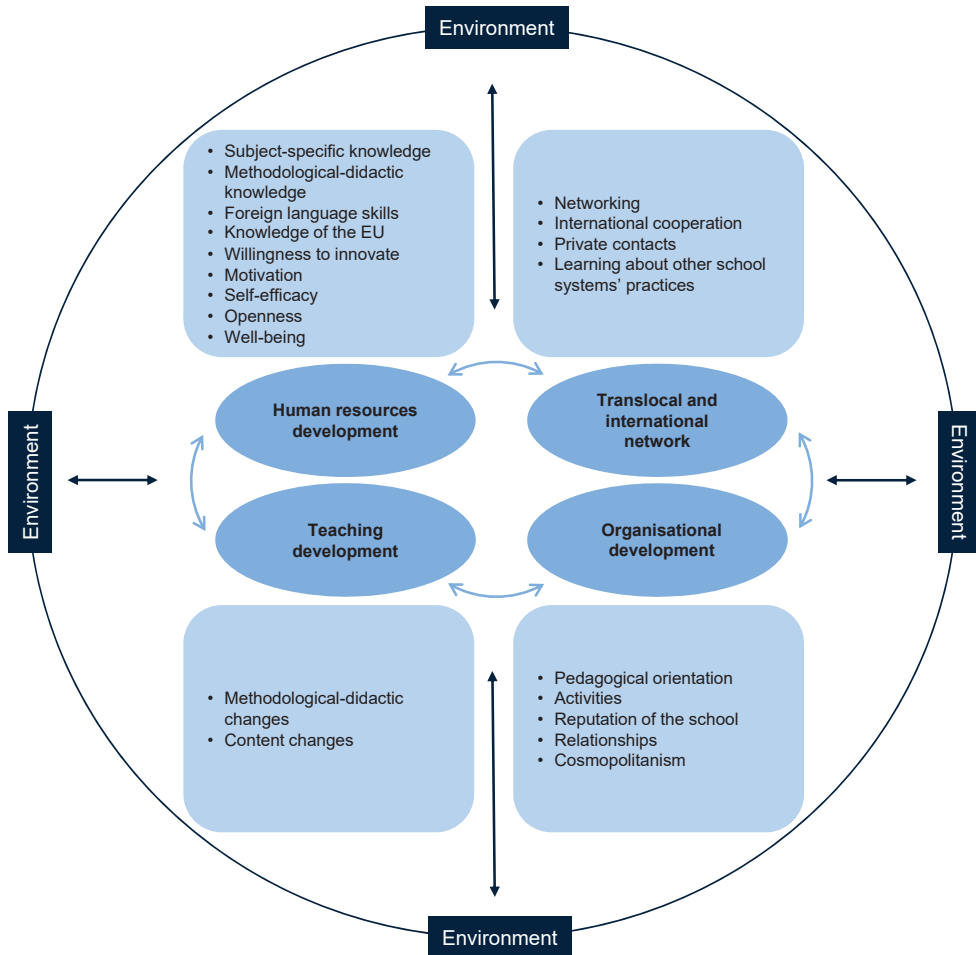 Environment
• Subject-specific knowledge
• Methodological-didactic
knowledge
• Foreign language skills
• Knowledge of the EU
• Willingness to innovate
• Motivation
• Self-efficacy
• Openness
• Well-being
• Networking
• International cooperation
• Private contacts
• Learning about other school
systems’ practices
Human resources
development
Translocal and
international
network
Environment
Environment
Teaching
development
Organisational
development
• Methodological-didactic
changes
• Content changes
• Pedagogical orientation
• Activities
• Reputation of the school
• Relationships
• Cosmopolitanism
Environment